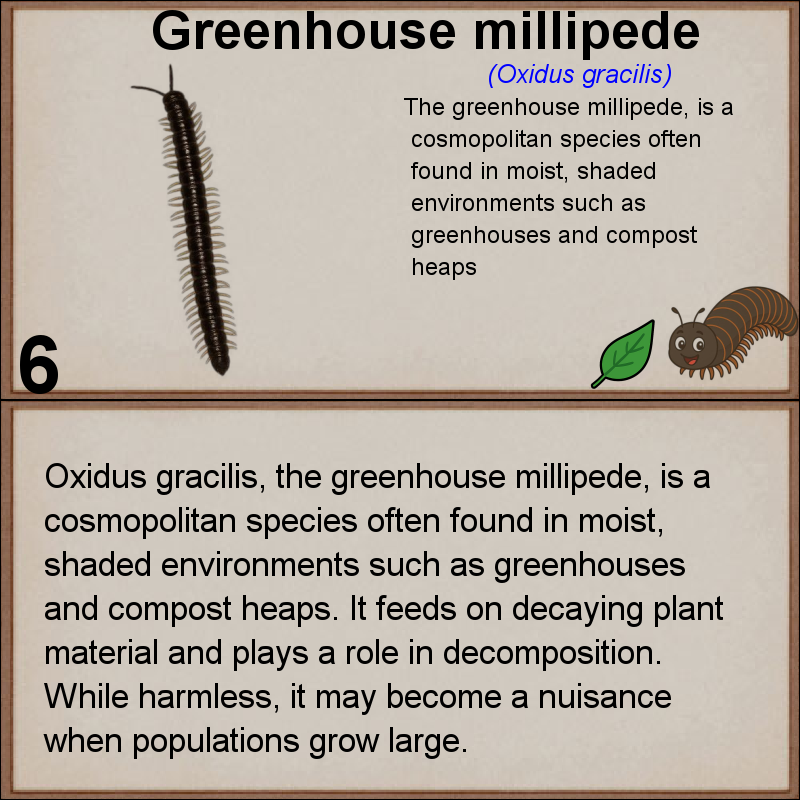 Greenhouse millipede
(Oxidus gracilis)
The greenhouse millipede, is a
cosmopolitan species often
found in moist, shaded
environments such as
greenhouses and compost
heaps
6
Oxidus gracilis, the greenhouse millipede, is a
cosmopolitan species often found in moist,
shaded environments such as greenhouses
and compost heaps. It feeds on decaying plant
material and plays a role in decomposition.
While harmless, it may become a nuisance
when populations grow large.